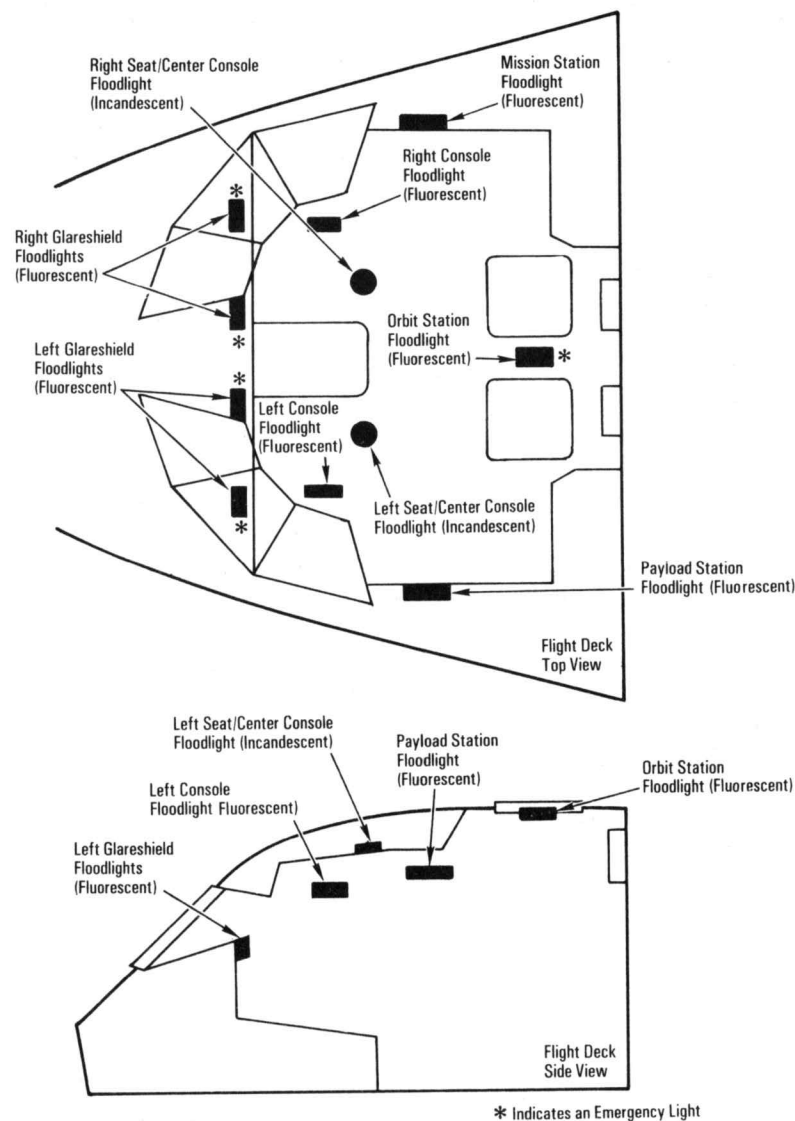 Right Seat/Center Console
Floodlight
(Incandescent)
Mission Station
Floodlight
(Fluorescent)
Right Console
Floodlight
(Fluorescent)
*
Right Glareshield
Floodlights
(Fluorescent)
Orbit Station
Floodlight
(Fluorescent)
*
*
Left Glareshield
Floodlights
(Fluorescent)
*
Left Console
Floodlight
(Fluorescent)
Left Seat/Center Console
Floodlight (Incandescent)
*
Payload Station
Floodlight (Fluorescent)
Flight Deck
Top View
Left Seat/Center Console
Floodlight (Incandescent)
Payload Station
Floodlight
(Fluorescent)
Orbit Station
Floodlight (Fluorescent)
Left Console
Floodlight Fluorescent)
Left Glareshield
Floodlights
(Fluorescent)
Flight Deck
Side View
* Indicates an Emergency Light